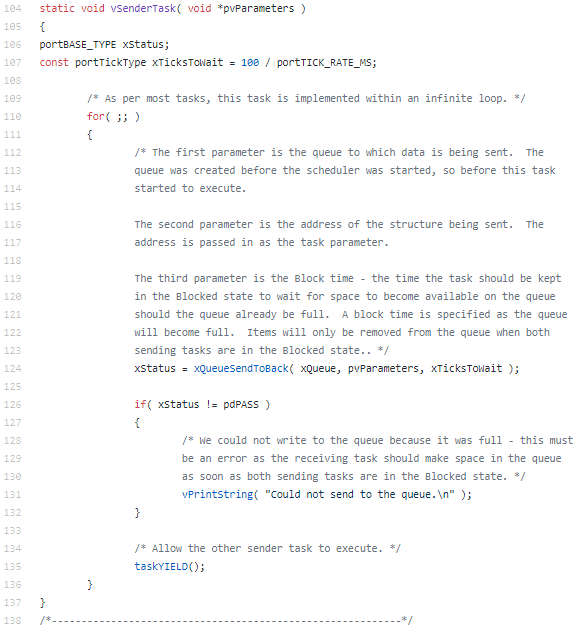 104 static void vSenderTask( void *pvParameters )
105 {
106 portBASE_TYPE xStatus;
107 const portTickType xTicksToWait = 100 / portTICK_RATE_MS;
108
109 /* As per most tasks, this task is implemented within an infinite loop. */
110 for( ;; )
111 {
112 /* The first parameter is the queue to which data is being sent.  The
113 queue was created before the scheduler was started, so before this task
114 started to execute.
115
116 The second parameter is the address of the structure being sent.  The
117 address is passed in as the task parameter.
118
119 The third parameter is the Block time - the time the task should be kept
120 in the Blocked state to wait for space to become available on the queue
121 should the queue already be full.  A block time is specified as the queue
122 will become full.  Items will only be removed from the queue when both
123 sending tasks are in the Blocked state.. */
124 xStatus = xQueueSendToBack( xQueue, pvParameters, xTicksToWait );
125
126 if( xStatus != pdPASS )
127 {
128 /* We could not write to the queue because it was full - this must
129 be an error as the receiving task should make space in the queue
130 as soon as both sending tasks are in the Blocked state. */
131 vPrintString( "Could not send to the queue.\n" );
132 }
133
134 /* Allow the other sender task to execute. */
135 taskYIELD();
136 }
137 }
138 /*-----------------------------------------------------------*/